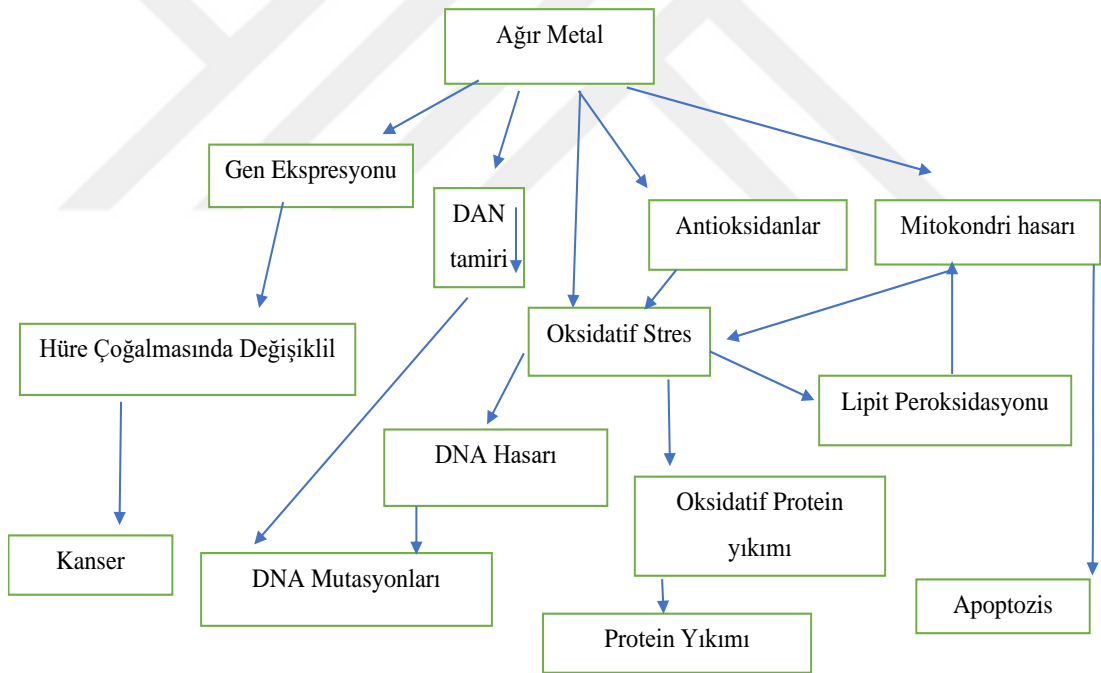 Ağır Metal
Gen Ekspresyonu
DAN
tamiri
Antioksidanlar
Mitokondri hasarı
Hüre Çoğalmasında Değişiklil
Oksidatif Stres
Lipit Peroksidasyonu
DNA Hasarı
Oksidatif Protein
yıkımı
Kanser
DNA Mutasyonları
Apoptozis
Protein Yıkımı